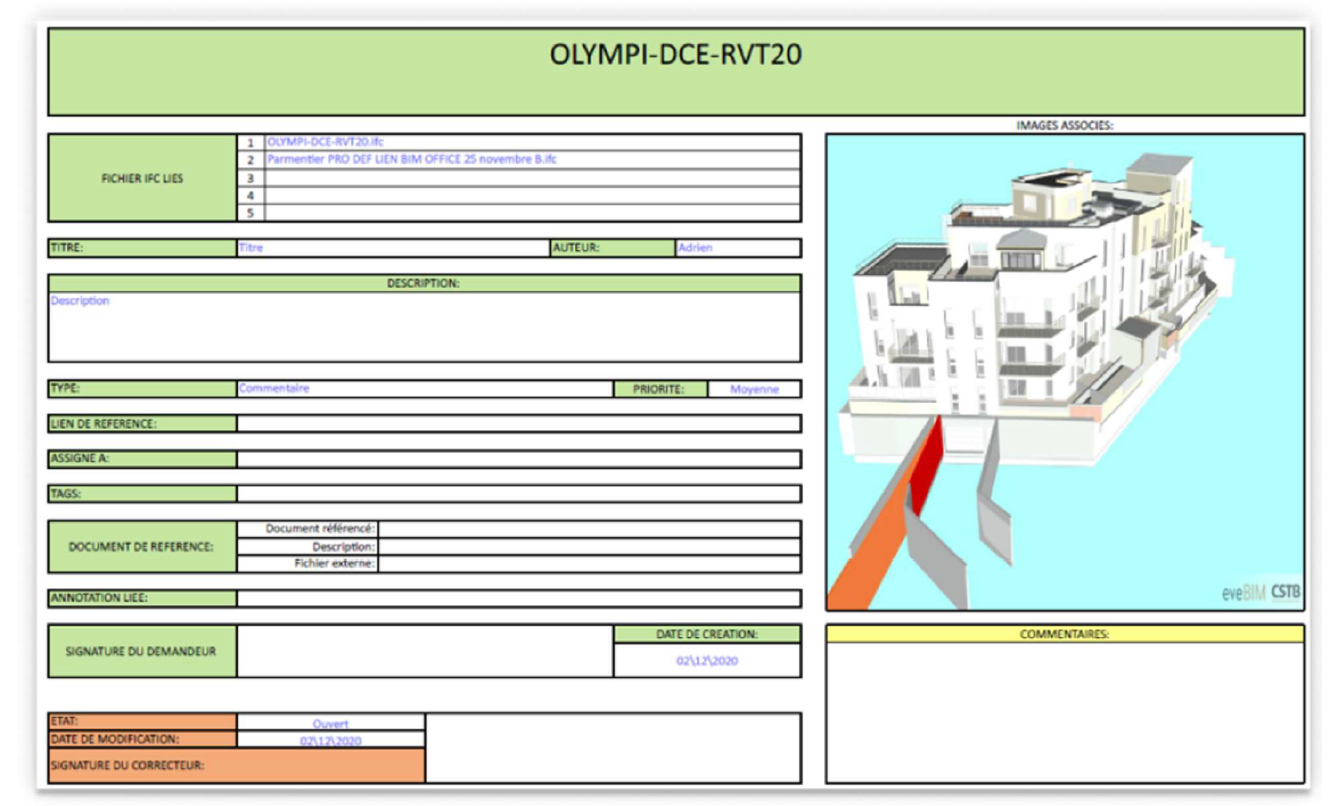 OLYMPI-DCE-RVT20
IMAGES ASSOCIES:
FICHIER IFC LIES
1 OLYMPI-DCE-RVT20.ifc
2 Parmentier PRO DEF LIEN BIM OFFICE 25 novembre B.ifc
3
4
5
TITRE: Titre AUTEUR: Adrien
DESCRIPTION:
Description
TYPE: Commentaire PRIORITE: Moyenne
LIEN DE REFERENCE:
ASSIGNE A:
TAGS:
DOCUMENT DE REFERENCE:
Document référencé:
Description:
Fichier externe:
ANNOTATION LIEE:
SIGNATURE DU DEMANDEUR
DATE DE CREATION:
02\12\2020
ETAT: Ouvert
DATE DE MODIFICATION: 02\12\2020
SIGNATURE DU CORRECTEUR:
eveBIM CSTB
COMMENTAIRES: